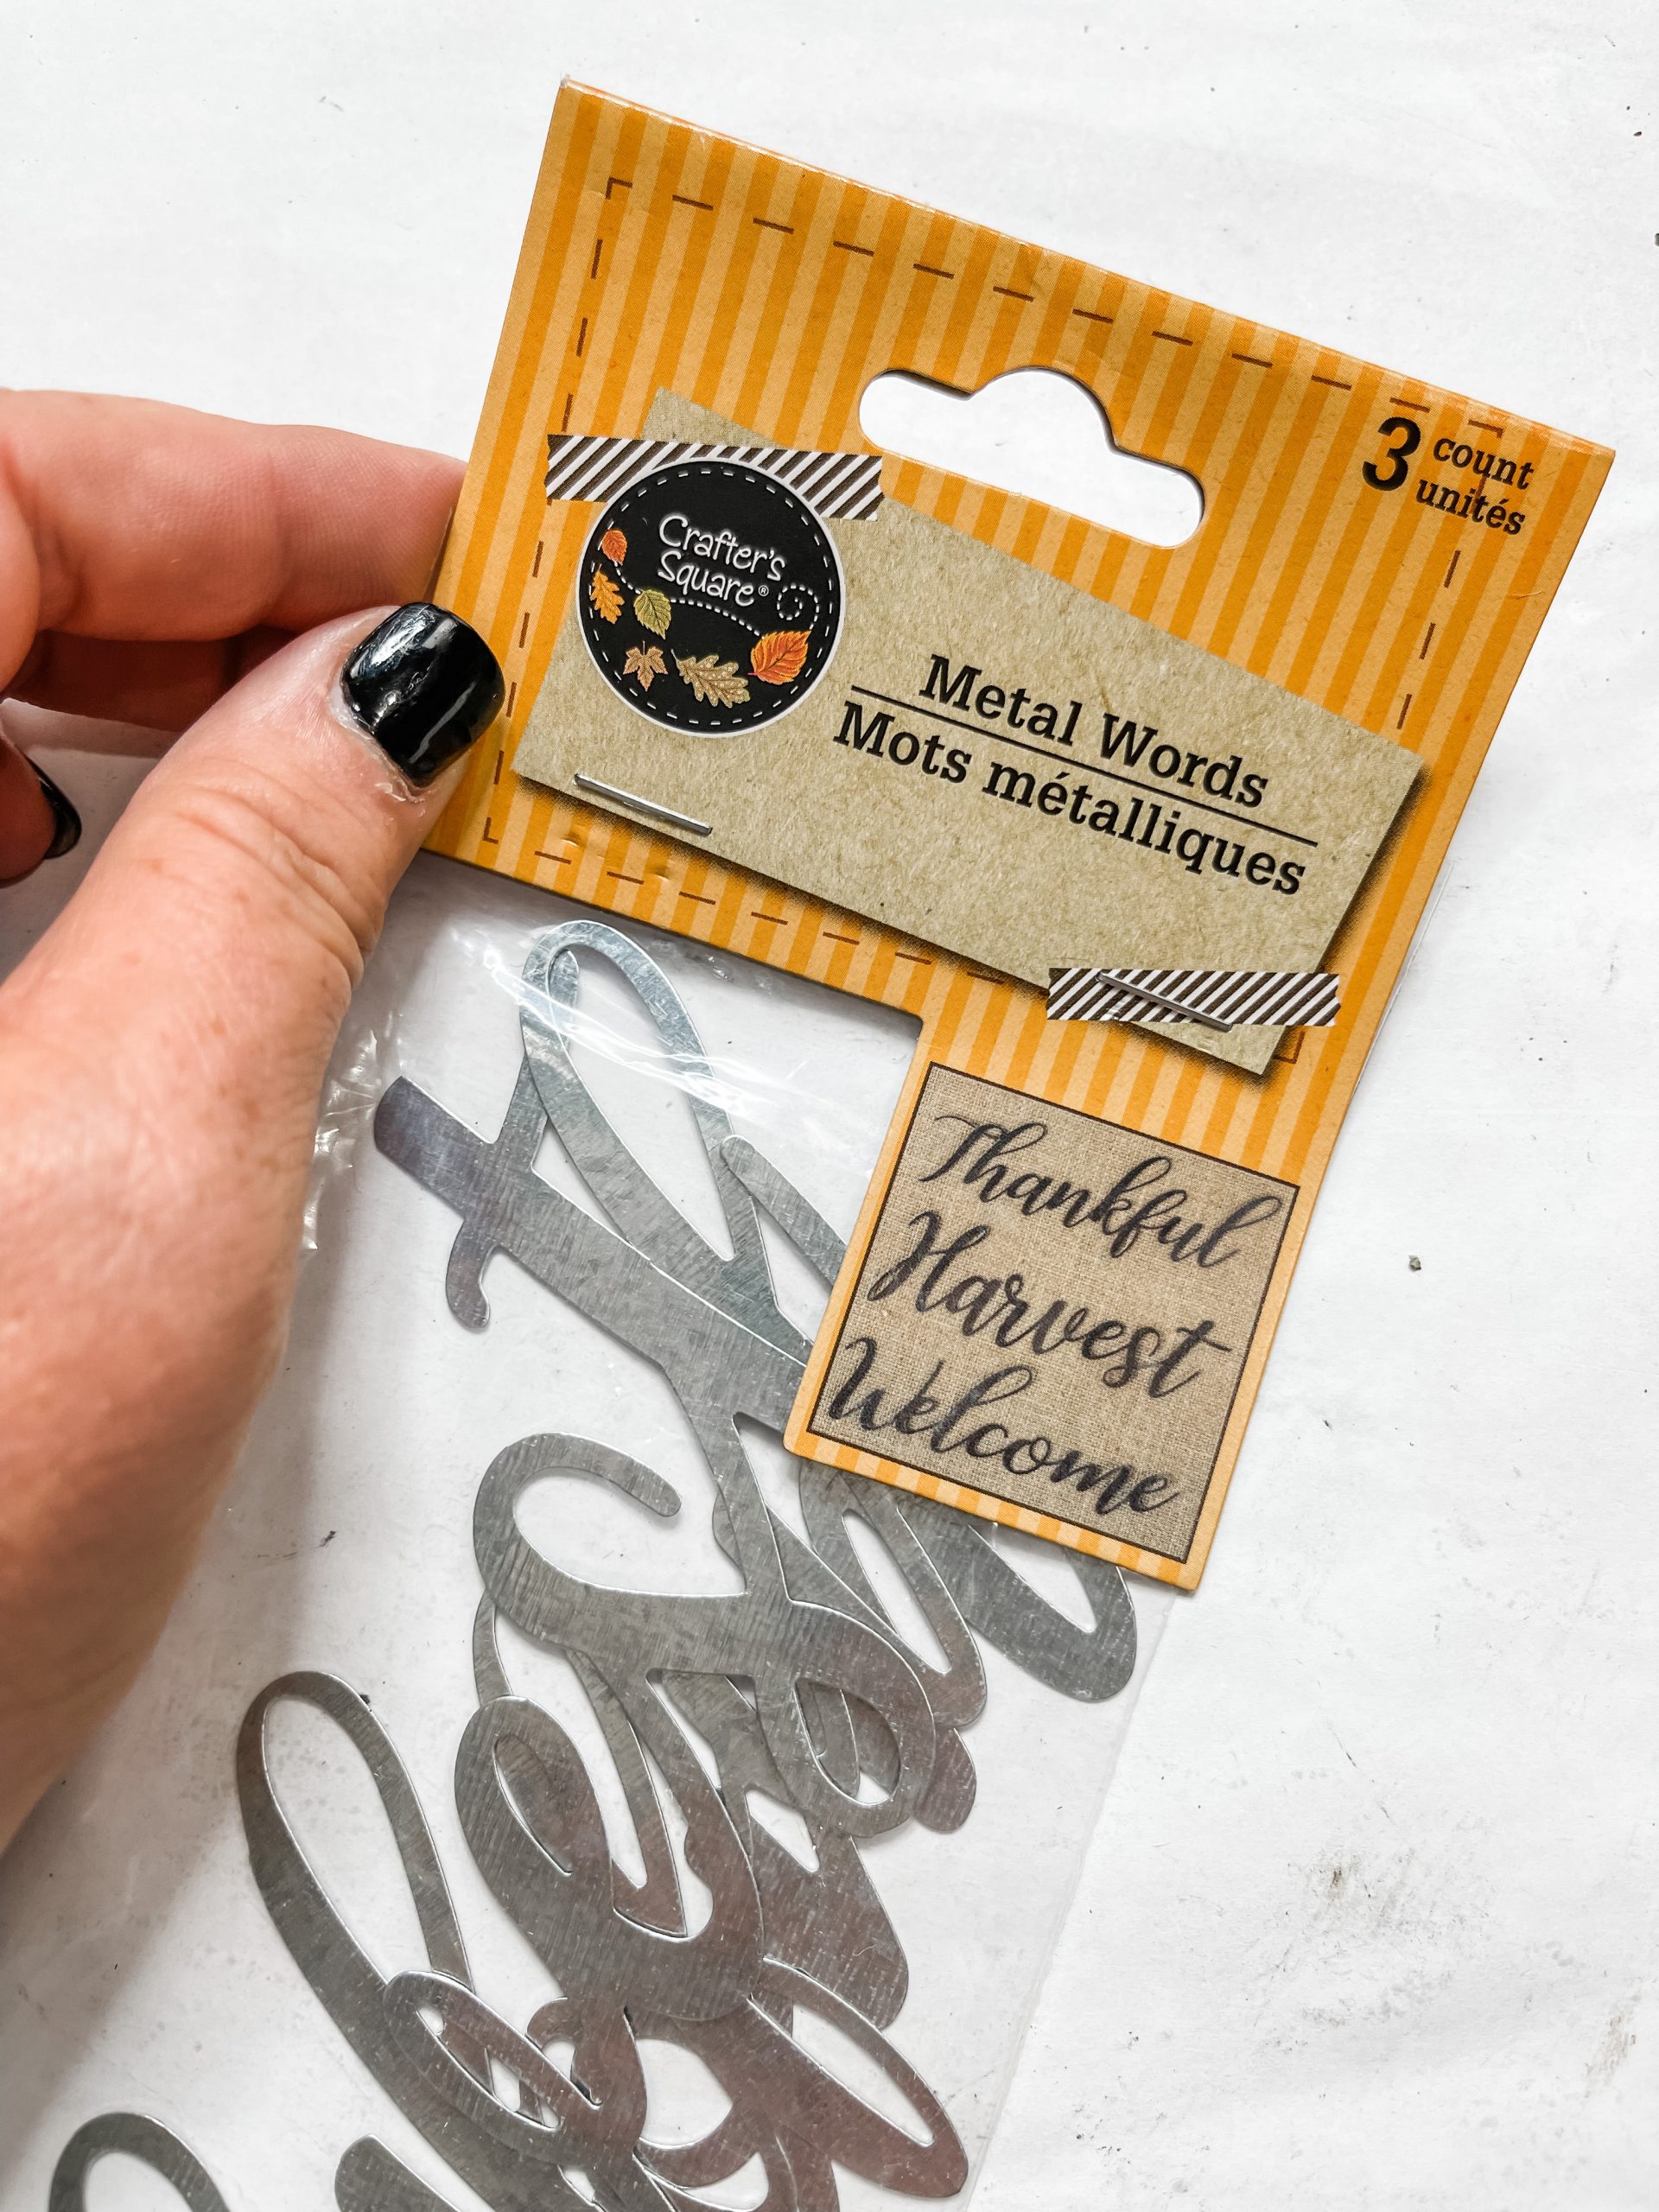 3 count
unités
Crafter's
Square®
Metal Words
Mots métalliques
Thankful
Harvest
Welcome